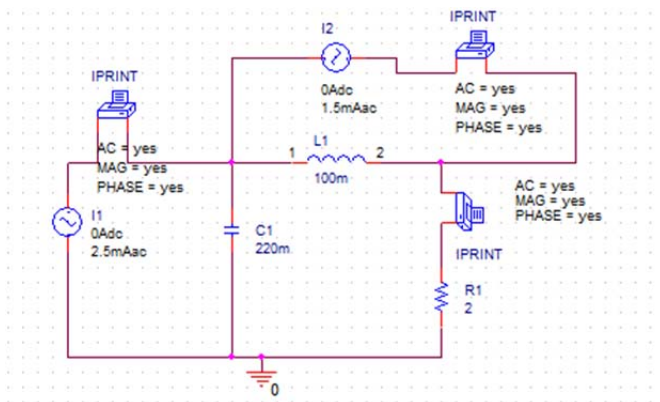 IPRINT
AC = yes
MAG = yes
PHASE = yes
I1
0Adc
2.5mAac
I2
0Adc
1.5mAac
IPRINT
AC = yes
MAG = yes
PHASE = yes
L1
1
2
100m
C1
220m
AC = yes
MAG = yes
PHASE = yes
IPRINT
R1
2
0